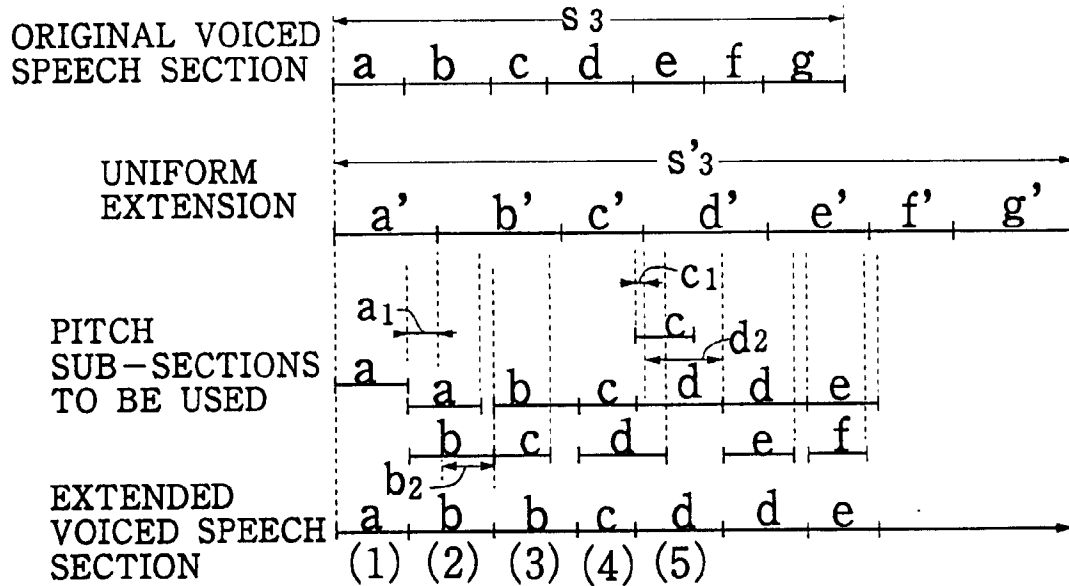 s3
ORIGINAL VOICED
SPEECH SECTION
a b c d e f g
s'3
UNIFORM
EXTENSION
a' b' c' d' e' f' g'
c1
a1
c
d2
PITCH
SUB-SECTIONS
TO BE USED
a
a b c d d e
b c d e f
b2
EXTENDED
VOICED SPEECH
SECTION
a b b c d d e
(1) (2) (3) (4) (5)